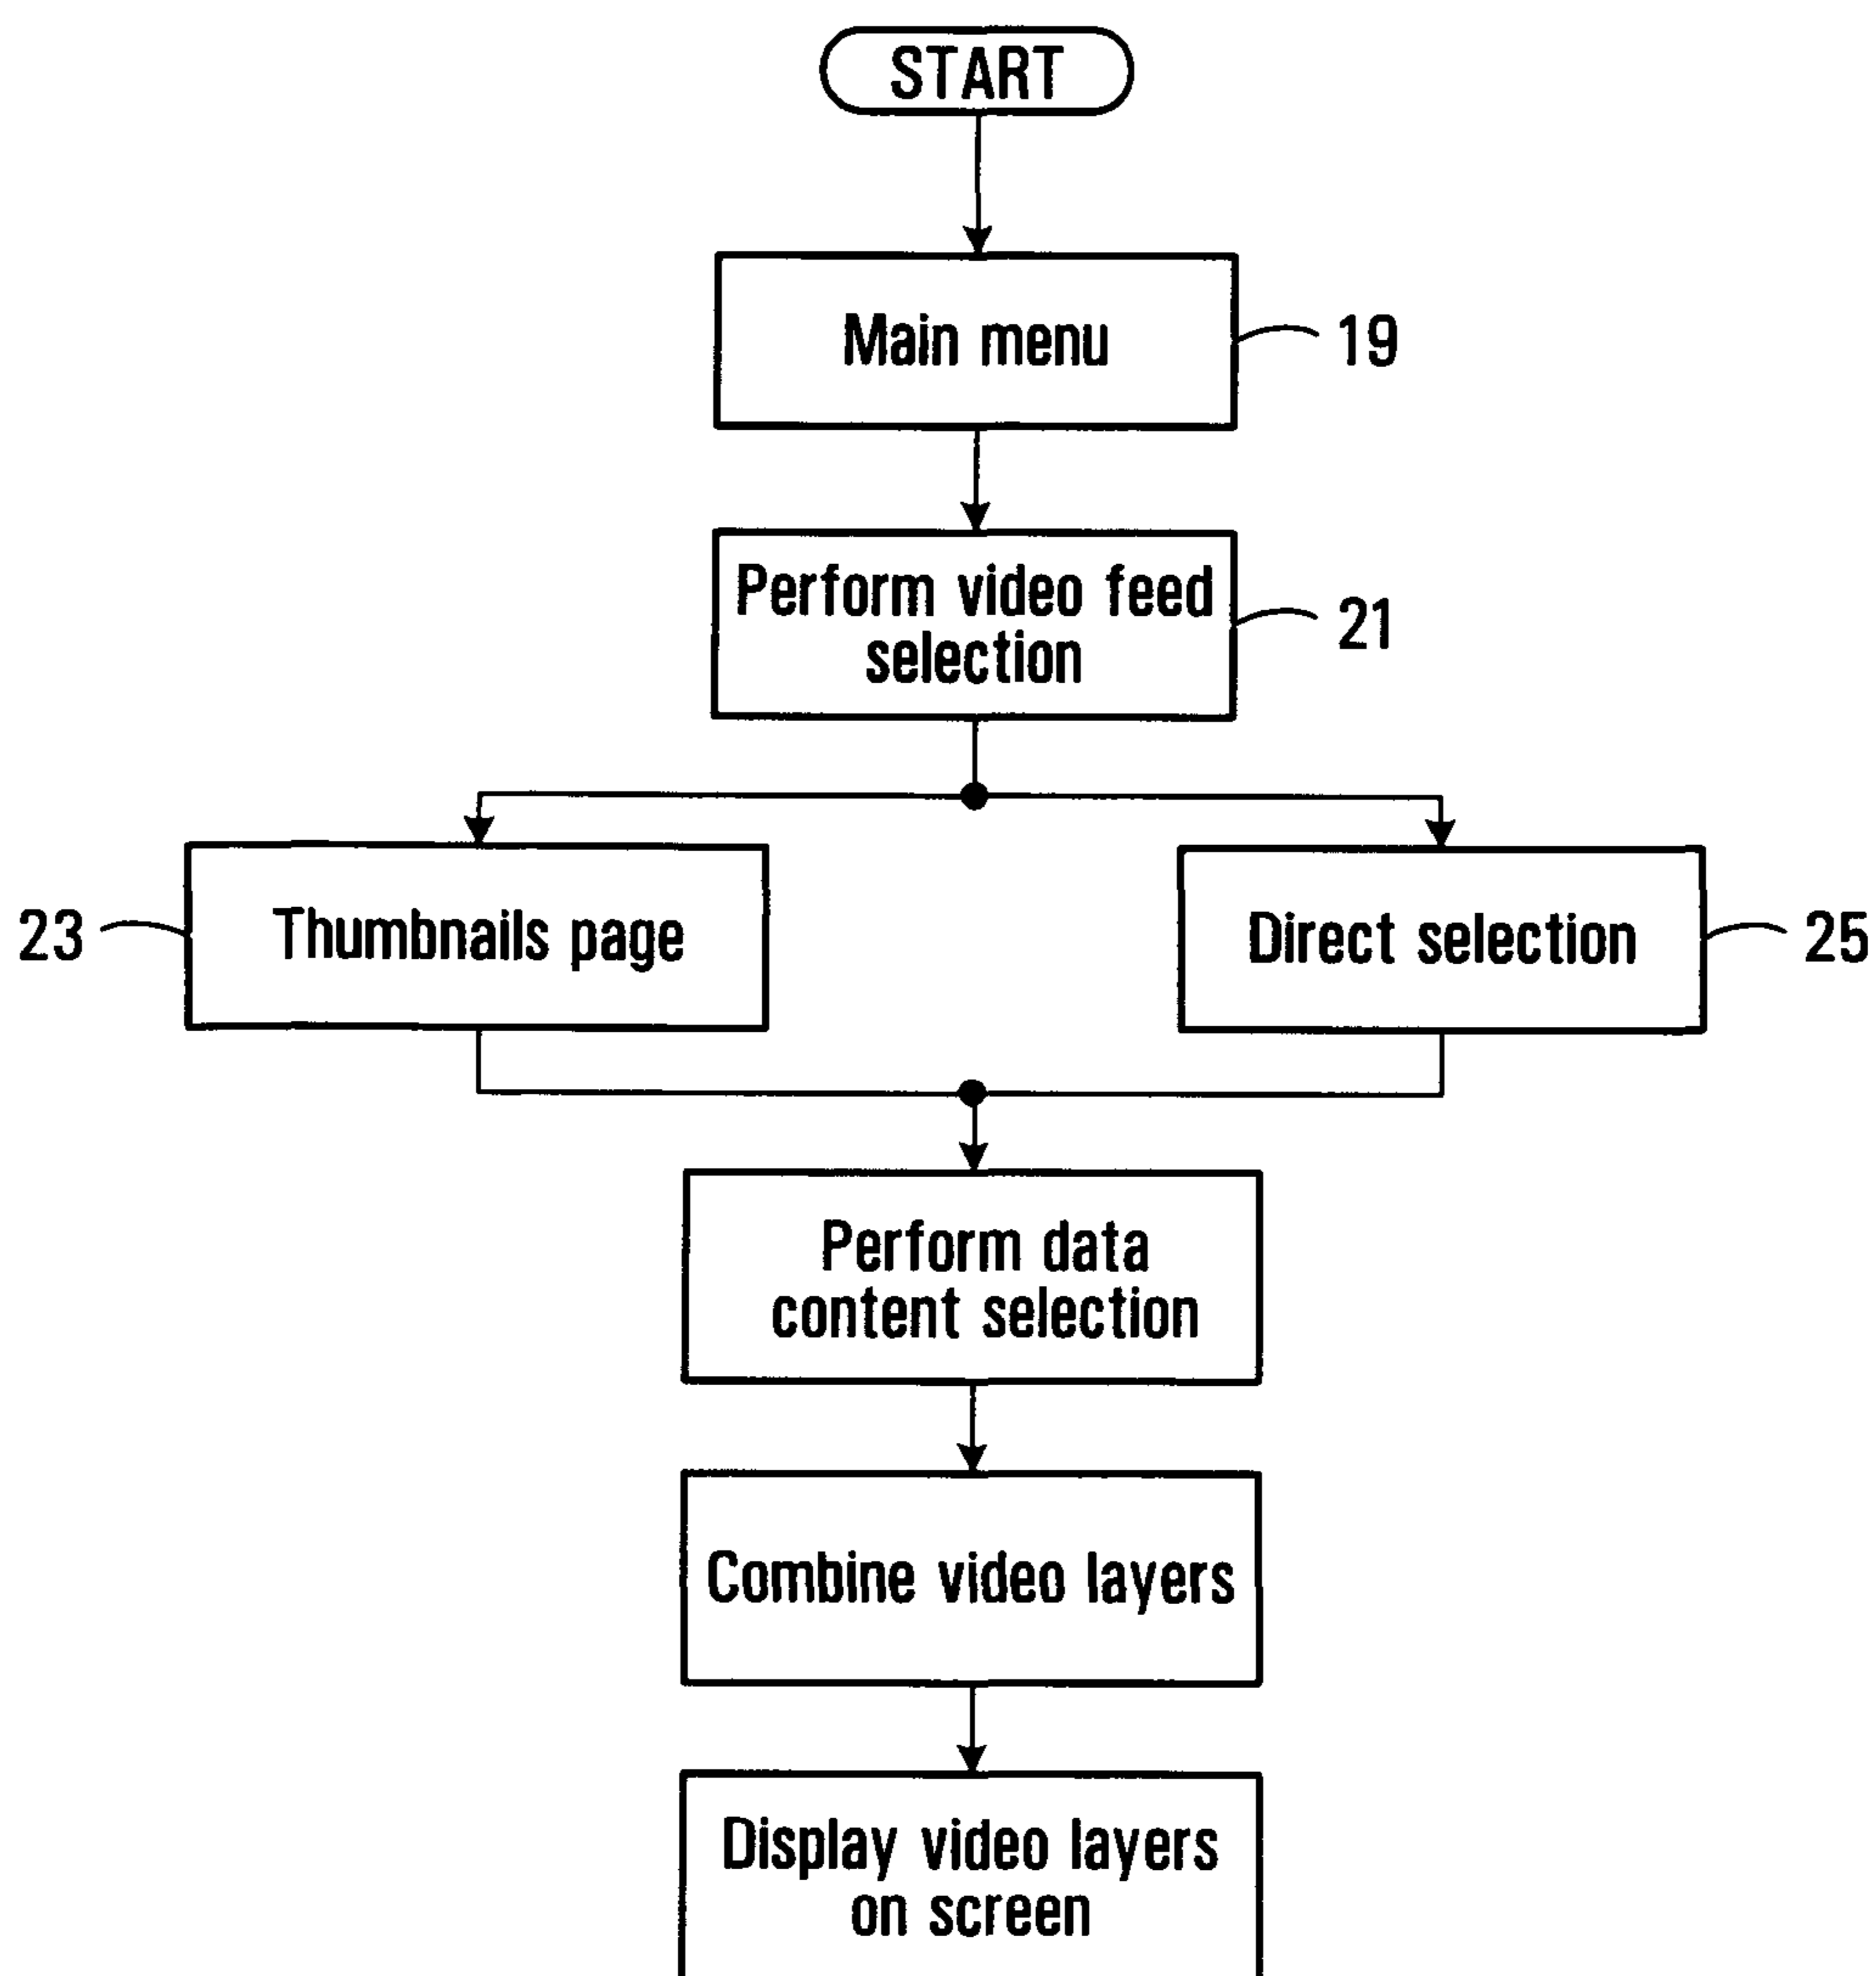 START
Main menu
19
Perform video feed
selection
21
23
Thumbnails page
Direct selection
25
Perform data
content selection
Combine video layers
Display video layers
on screen